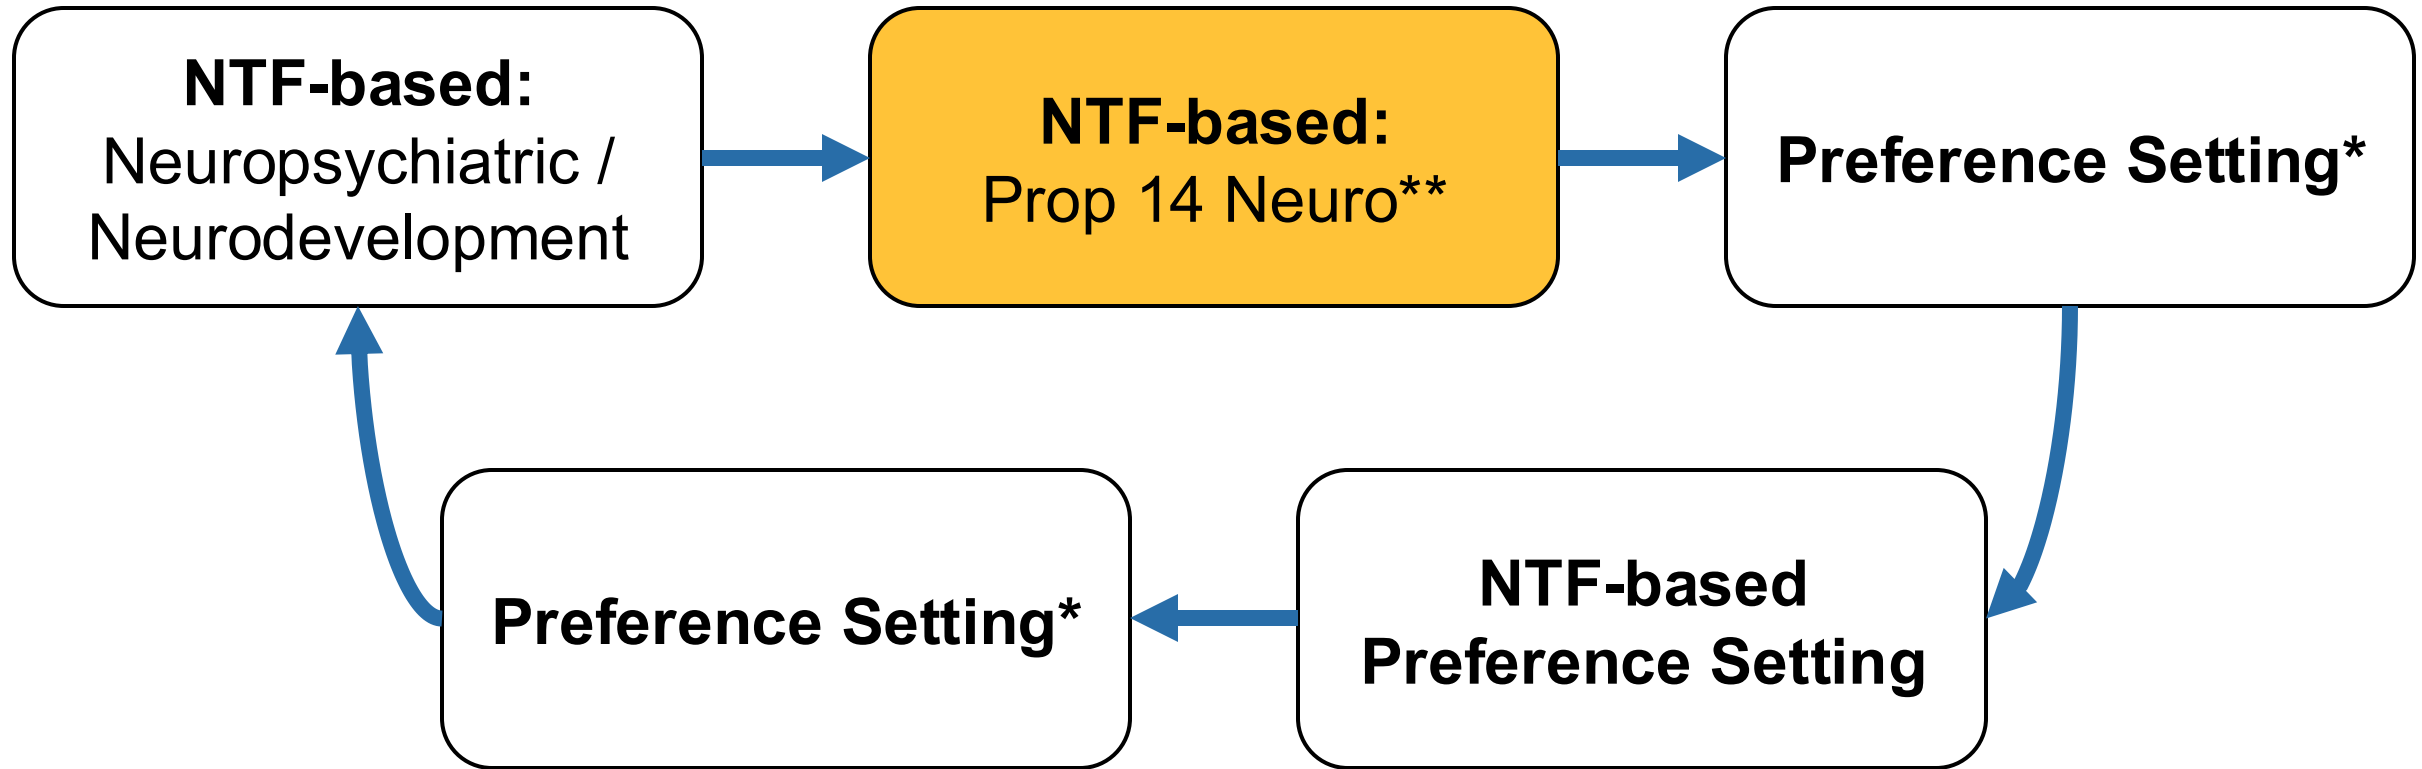 NTF-based:
Neuropsychiatric /
Neurodevelopment
NTF-based:
Prop 14 Neuro**
Preference Setting*
Preference Setting*
NTF-based
Preference Setting